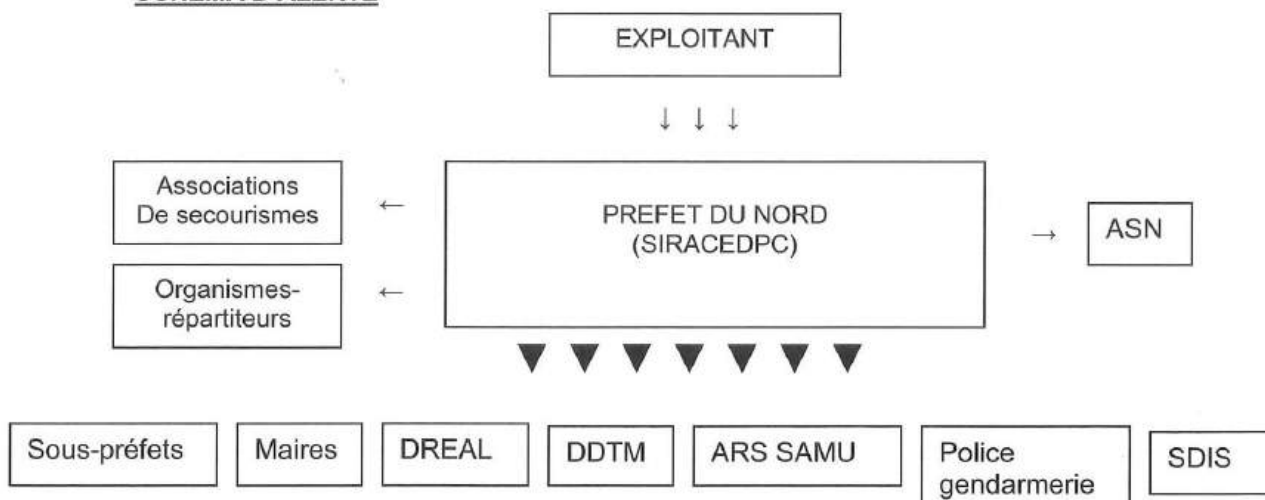 EXPLOITANT
↓ ↓ ↓
Associations
De secourismes
←
PREFET DU NORD
(SIRACEDPC)
→
ASN
Organismes-
répartiteurs
←
▼ ▼ ▼ ▼ ▼ ▼ ▼
Sous-préfets
Maires
DREAL
DDTM
ARS SAMU
Police
gendarmerie
SDIS